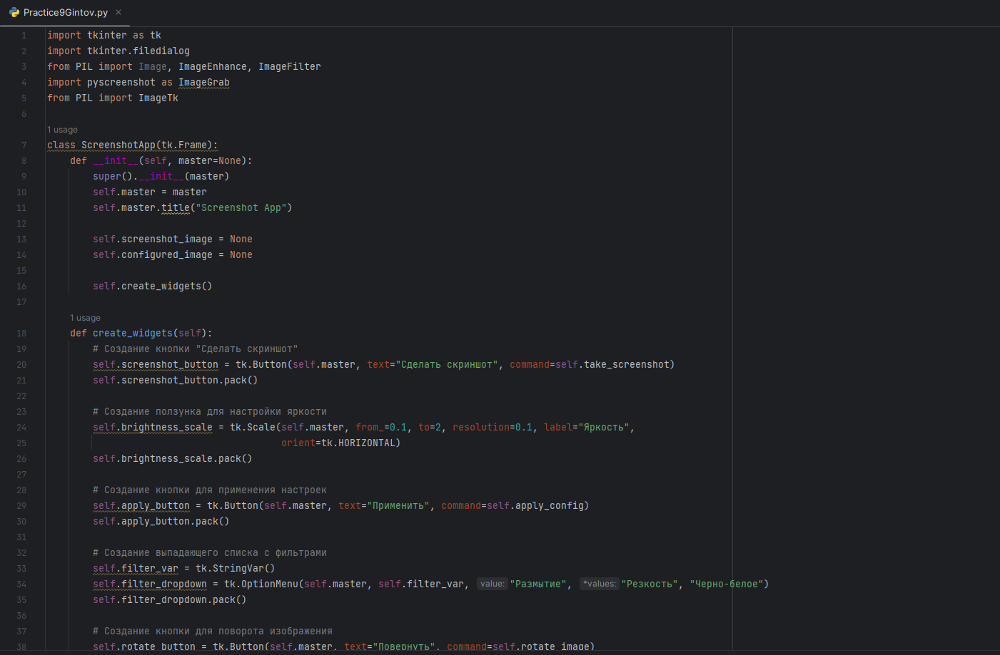 Practice9Gintov.py
1 import tkinter as tk
2 import tkinter.filedialog
3 from PIL import Image, ImageEnhance, ImageFilter
4 import pyscreenshot as ImageGrab
5 from PIL import ImageTk
6
1 usage
7 class ScreenshotApp(tk.Frame):
8 def __init__(self, master=None):
9 super().__init__(master)
10 self.master = master
11 self.master.title("Screenshot App")
12
13 self.screenshot_image = None
14 self.configured_image = None
15
16 self.create_widgets()
17
1 usage
18 def create_widgets(self):
19 # Создание кнопки "Сделать скриншот"
20 self.screenshot_button = tk.Button(self.master, text="Сделать скриншот", command=self.take_screenshot)
21 self.screenshot_button.pack()
22
23 # Создание ползунка для настройки яркости
24 self.brightness_scale = tk.Scale(self.master, from_=0.1, to=2, resolution=0.1, label="Яркость",
25 orient=tk.HORIZONTAL)
26 self.brightness_scale.pack()
27
28 # Создание кнопки для применения настроек
29 self.apply_button = tk.Button(self.master, text="Применить", command=self.apply_config)
30 self.apply_button.pack()
31
32 # Создание выпадающего списка с фильтрами
33 self.filter_var = tk.StringVar()
34 self.filter_dropdown = tk.OptionMenu(self.master, self.filter_var, value: "Размытие", *values: "Резкость", "Черно-белое")
35 self.filter_dropdown.pack()
36
37 # Создание кнопки для поворота изображения
38 self.rotate_button = tk.Button(self.master, text="Повернуть", command=self.rotate_image)